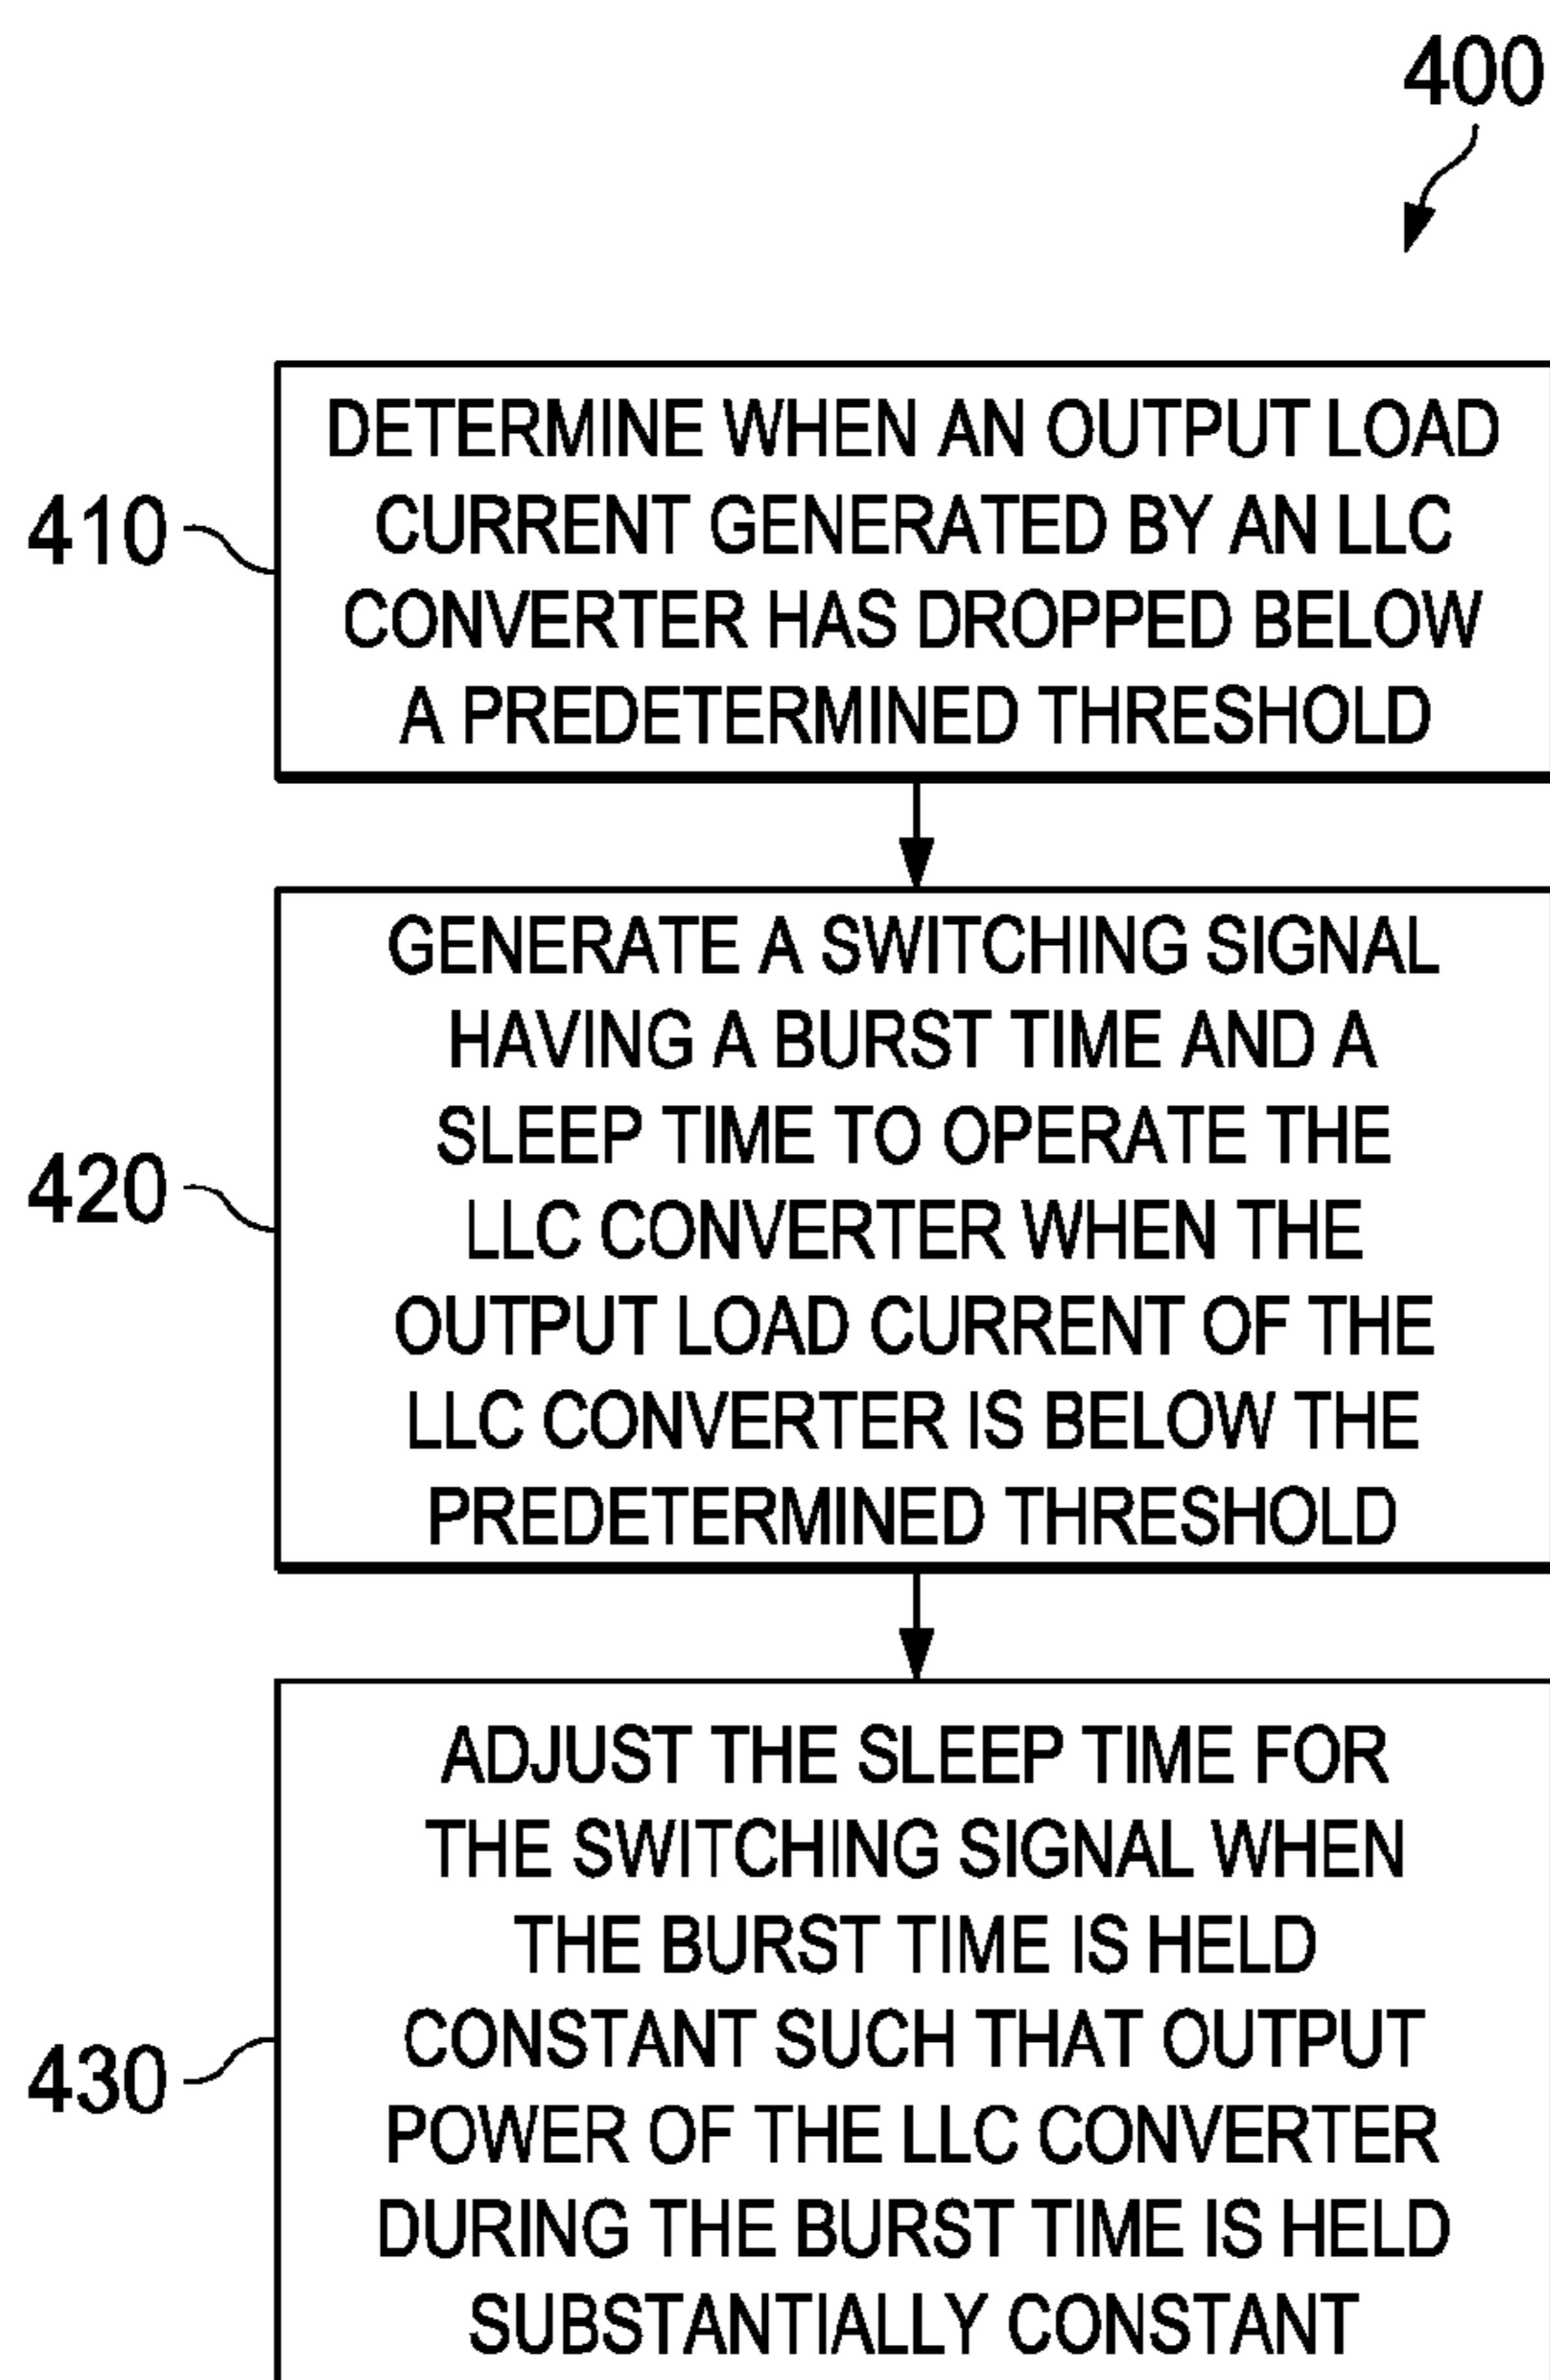 400
410
DETERMINE WHEN AN OUTPUT LOAD
CURRENT GENERATED BY AN LLC
CONVERTER HAS DROPPED BELOW
A PREDETERMINED THRESHOLD
420
GENERATE A SWITCHING SIGNAL
HAVING A BURST TIME AND A
SLEEP TIME TO OPERATE THE
LLC CONVERTER WHEN THE
OUTPUT LOAD CURRENT OF THE
LLC CONVERTER IS BELOW THE
PREDETERMINED THRESHOLD
430
ADJUST THE SLEEP TIME FOR
THE SWITCHING SIGNAL WHEN
THE BURST TIME IS HELD
CONSTANT SUCH THAT OUTPUT
POWER OF THE LLC CONVERTER
DURING THE BURST TIME IS HELD
SUBSTANTIALLY CONSTANT